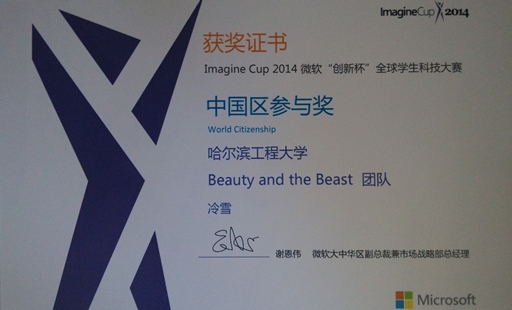 ImagineCup 2014
获奖证书
Imagine Cup 2014 微软“创新杯”全球学生科技大赛
中国区参与奖
World Citizenship
哈尔滨工程大学
Beauty and the Beast 团队
冷雪
谢恩伟 微软大中华区副总裁兼市场战略部总经理
Microsoft